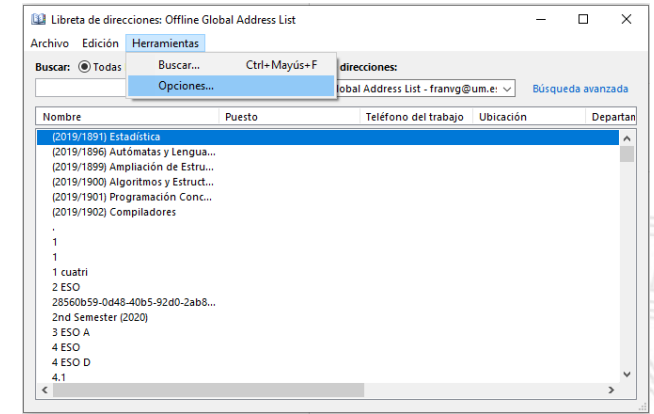 Libreta de direcciones: Offline Global Address List
Archivo Edición Herramientas
Buscar: Todas direcciones:
Buscar... Ctrl+Mayús+F
Opciones...
lobal Address List - franvg@um.e: Búsqueda avanzada
Nombre Puesto Teléfono del trabajo Ubicación Departan
(2019/1891) Estadística
(2019/1896) Autómatas y Lengua...
(2019/1899) Ampliación de Estru...
(2019/1900) Algoritmos y Estruct...
(2019/1901) Programación Conc...
(2019/1902) Compiladores
.
1
1
1 cuatri
2 ESO
28560b59-0d48-40b5-92d0-2ab8...
2nd Semester (2020)
3 ESO A
4 ESO
4 ESO D
4.1